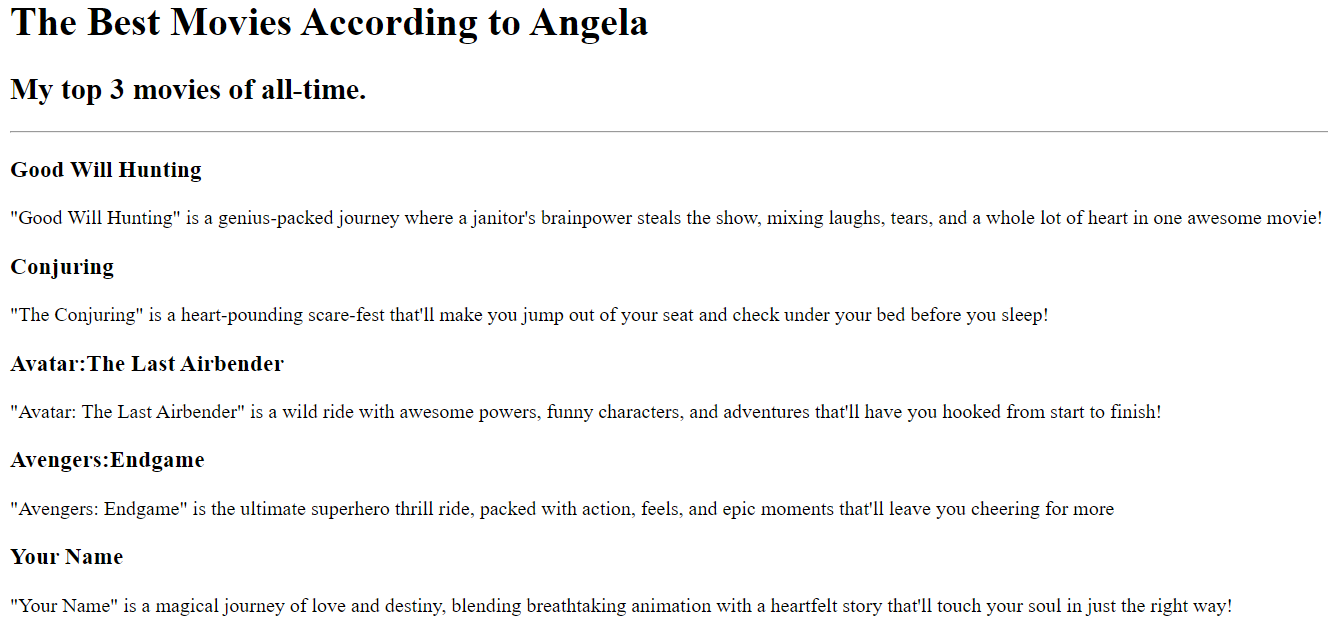 The Best Movies According to Angela
My top 3 movies of all-time.
Good Will Hunting
"Good Will Hunting" is a genius-packed journey where a janitor's brainpower steals the show, mixing laughs, tears, and a whole lot of heart in one awesome movie!
Conjuring
"The Conjuring" is a heart-pounding scare-fest that'll make you jump out of your seat and check under your bed before you sleep!
Avatar:The Last Airbender
"Avatar: The Last Airbender" is a wild ride with awesome powers, funny characters, and adventures that'll have you hooked from start to finish!
Avengers:Endgame
"Avengers: Endgame" is the ultimate superhero thrill ride, packed with action, feels, and epic moments that'll leave you cheering for more
Your Name
"Your Name" is a magical journey of love and destiny, blending breathtaking animation with a heartfelt story that'll touch your soul in just the right way!